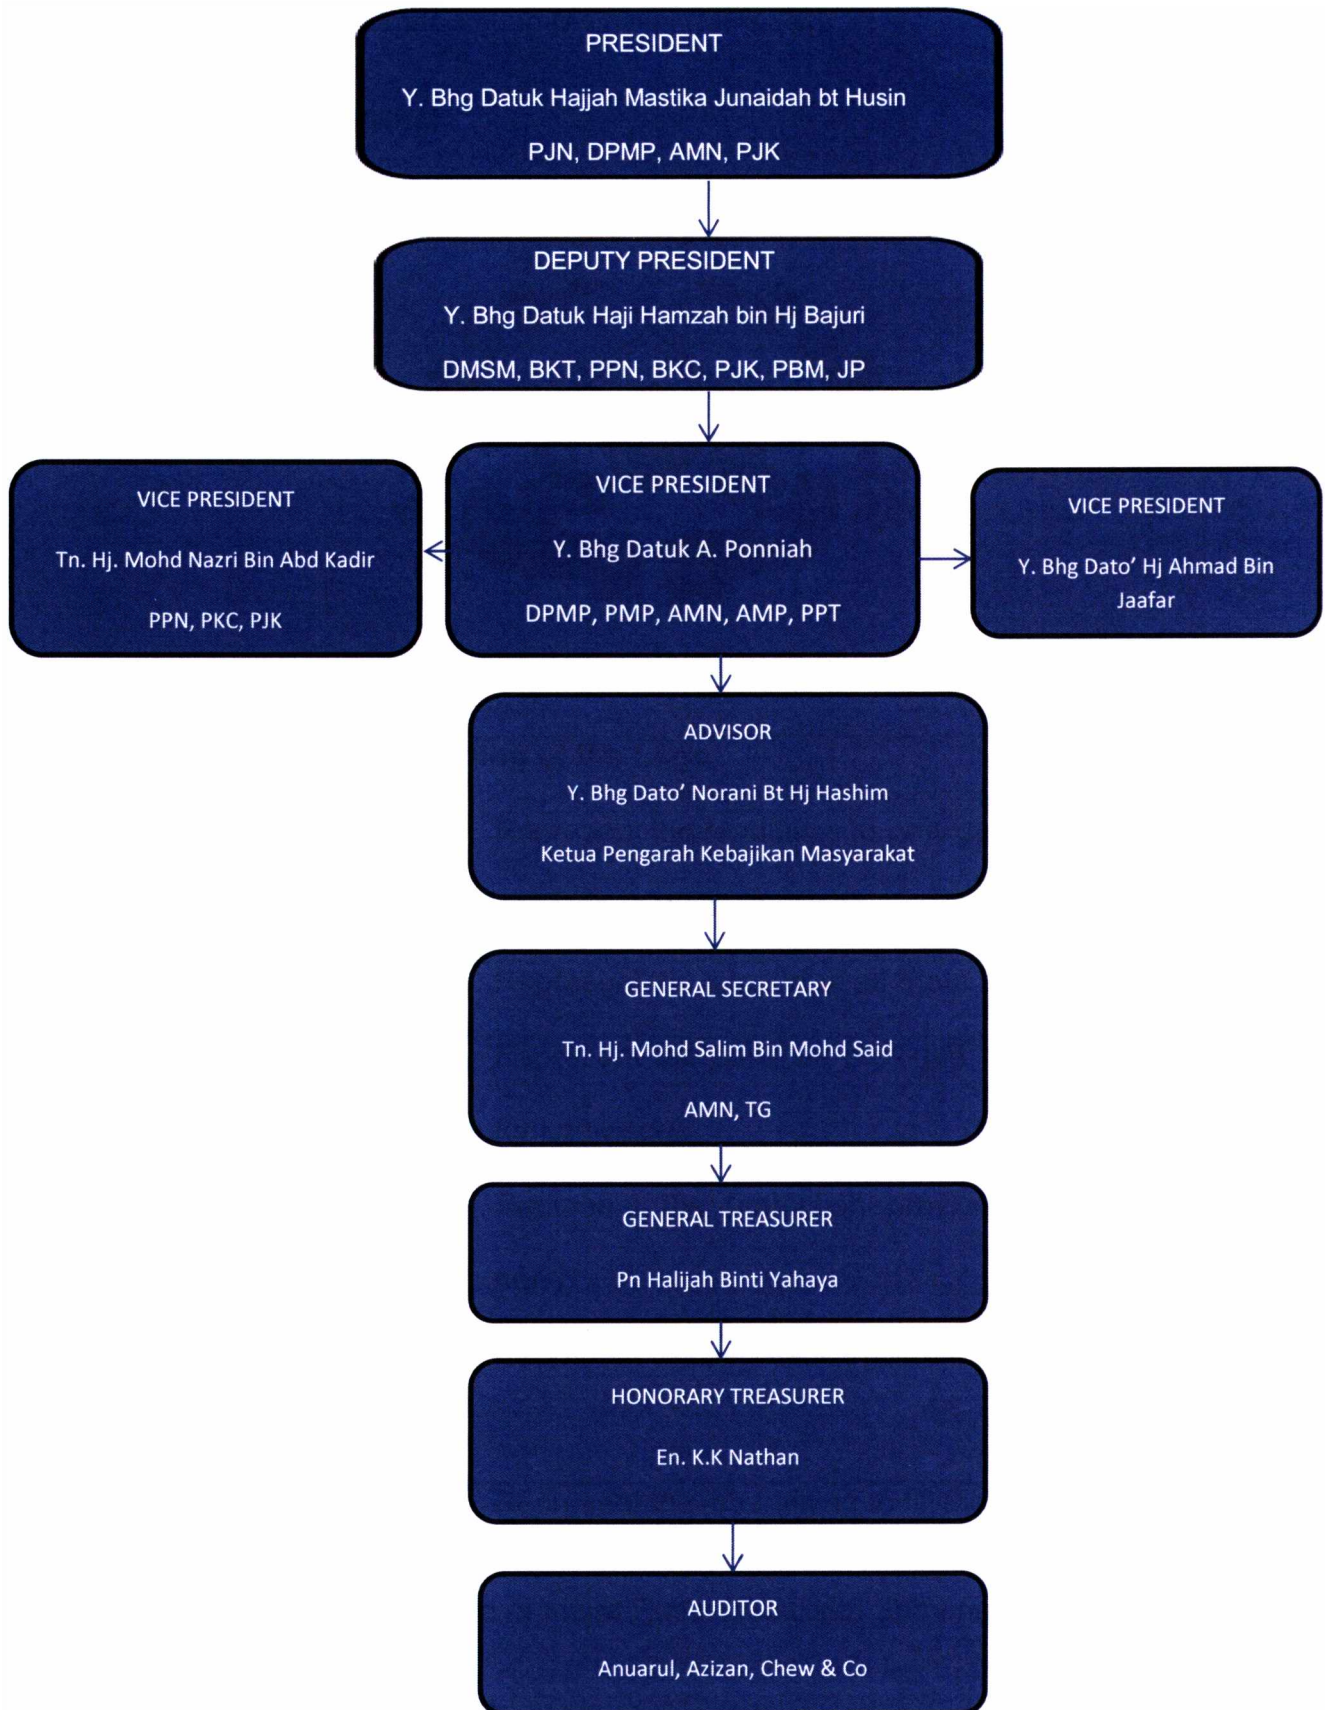 PRESIDENT
Y. Bhg Datuk Hajjah Mastika Junaidah bt Husin
PJN, DPMP, AMN, PJK
DEPUTY PRESIDENT
Y. Bhg Datuk Haji Hamzah bin Hj Bajuri
DMSM, BKT, PPN, BKC, PJK, PBM, JP
VICE PRESIDENT
Tn. Hj. Mohd Nazri Bin Abd Kadir
PPN, PKC, PJK
VICE PRESIDENT
Y. Bhg Datuk A. Ponniah
DPMP, PMP, AMN, AMP, PPT
VICE PRESIDENT
Y. Bhg Dato’ Hj Ahmad Bin
Jaafar
ADVISOR
Y. Bhg Dato’ Norani Bt Hj Hashim
Ketua Pengarah Kebajikan Masyarakat
GENERAL SECRETARY
Tn. Hj. Mohd Salim Bin Mohd Said
AMN, TG
GENERAL TREASURER
Pn Halijah Binti Yahaya
HONORARY TREASURER
En. K.K Nathan
AUDITOR
Anuarul, Azizan, Chew & Co